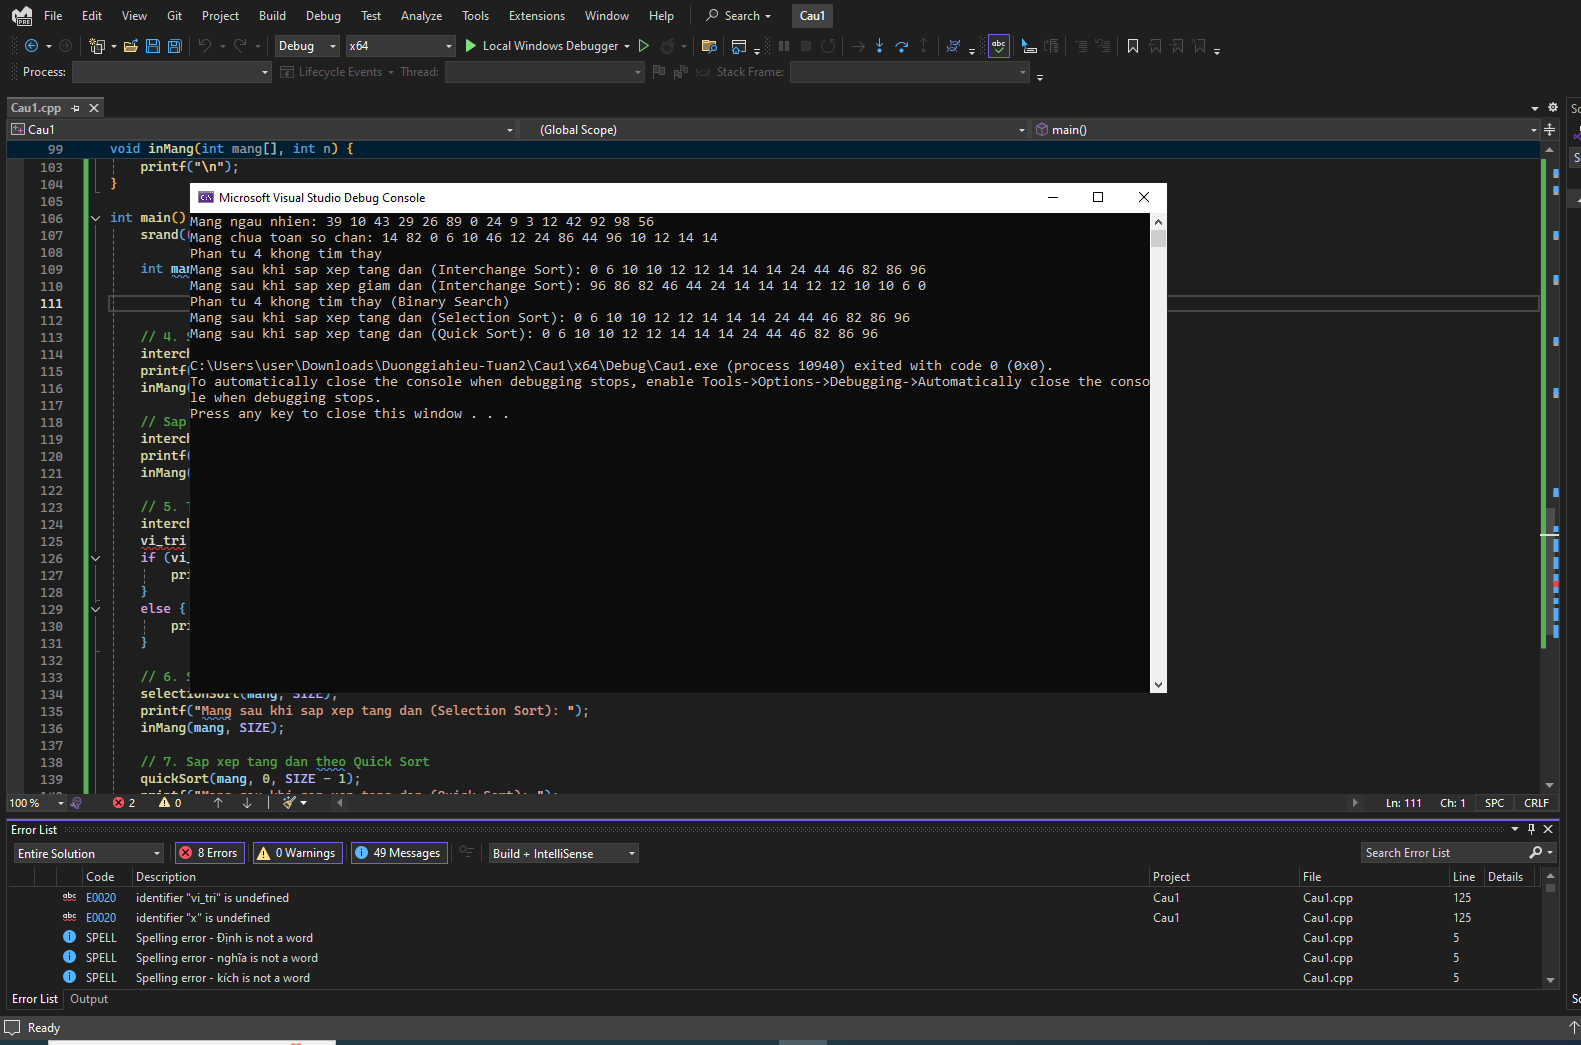 File Edit View Git Project Build Debug Test Analyze Tools Extensions Window Help Search Cau1
Debug x64 Local Windows Debugger
Process: Lifecycle Events Thread: Stack Frame:
Cau1.cpp
Cau1 (Global Scope) main()
99 void inMang(int mang[], int n) {
103 printf("\n");
104 }
105
106 int main()
107 srand(
108
109 int man
110
111
112
113 // 4. S
114 interch
115 printf(
116 inMang(
117
118 // Sap
119 interch
120 printf(
121 inMang(
122
123 // 5. T
124 interch
125 vi_tri
126 if (vi_
127 pri
128 }
129 else {
130 pri
131 }
132
133 // 6. S
134 selectionSort(mang, SIZE);
135 printf("Mang sau khi sap xep tang dan (Selection Sort): ");
136 inMang(mang, SIZE);
137
138 // 7. Sap xep tang dan theo Quick Sort
139 quickSort(mang, 0, SIZE - 1);
Microsoft Visual Studio Debug Console
Mang ngau nhien: 39 10 43 29 26 89 0 24 9 3 12 42 92 98 56
Mang chua toan so chan: 14 82 0 6 10 46 12 24 86 44 96 10 12 14 14
Phan tu 4 khong tim thay
Mang sau khi sap xep tang dan (Interchange Sort): 0 6 10 10 12 12 14 14 14 24 44 46 82 86 96
Mang sau khi sap xep giam dan (Interchange Sort): 96 86 82 46 44 24 14 14 14 12 12 10 10 6 0
Phan tu 4 khong tim thay (Binary Search)
Mang sau khi sap xep tang dan (Selection Sort): 0 6 10 10 12 12 14 14 14 24 44 46 82 86 96
Mang sau khi sap xep tang dan (Quick Sort): 0 6 10 10 12 12 14 14 14 24 44 46 82 86 96
C:\Users\user\Downloads\Duonggiahieu-Tuan2\Cau1\x64\Debug\Cau1.exe (process 10940) exited with code 0 (0x0).
To automatically close the console when debugging stops, enable Tools->Options->Debugging->Automatically close the conso
le when debugging stops.
Press any key to close this window . . .
100 % 2 0 Ln: 111 Ch: 1 SPC CRLF
Error List
Entire Solution 8 Errors 0 Warnings 49 Messages Build + IntelliSense Search Error List
Code Description Project File Line Details
abc E0020 identifier "vi_tri" is undefined Cau1 Cau1.cpp 125
abc E0020 identifier "x" is undefined Cau1 Cau1.cpp 125
SPELL Spelling error - Định is not a word Cau1.cpp 5
SPELL Spelling error - nghĩa is not a word Cau1.cpp 5
SPELL Spelling error - kích is not a word Cau1.cpp 5
Error List Output
Ready